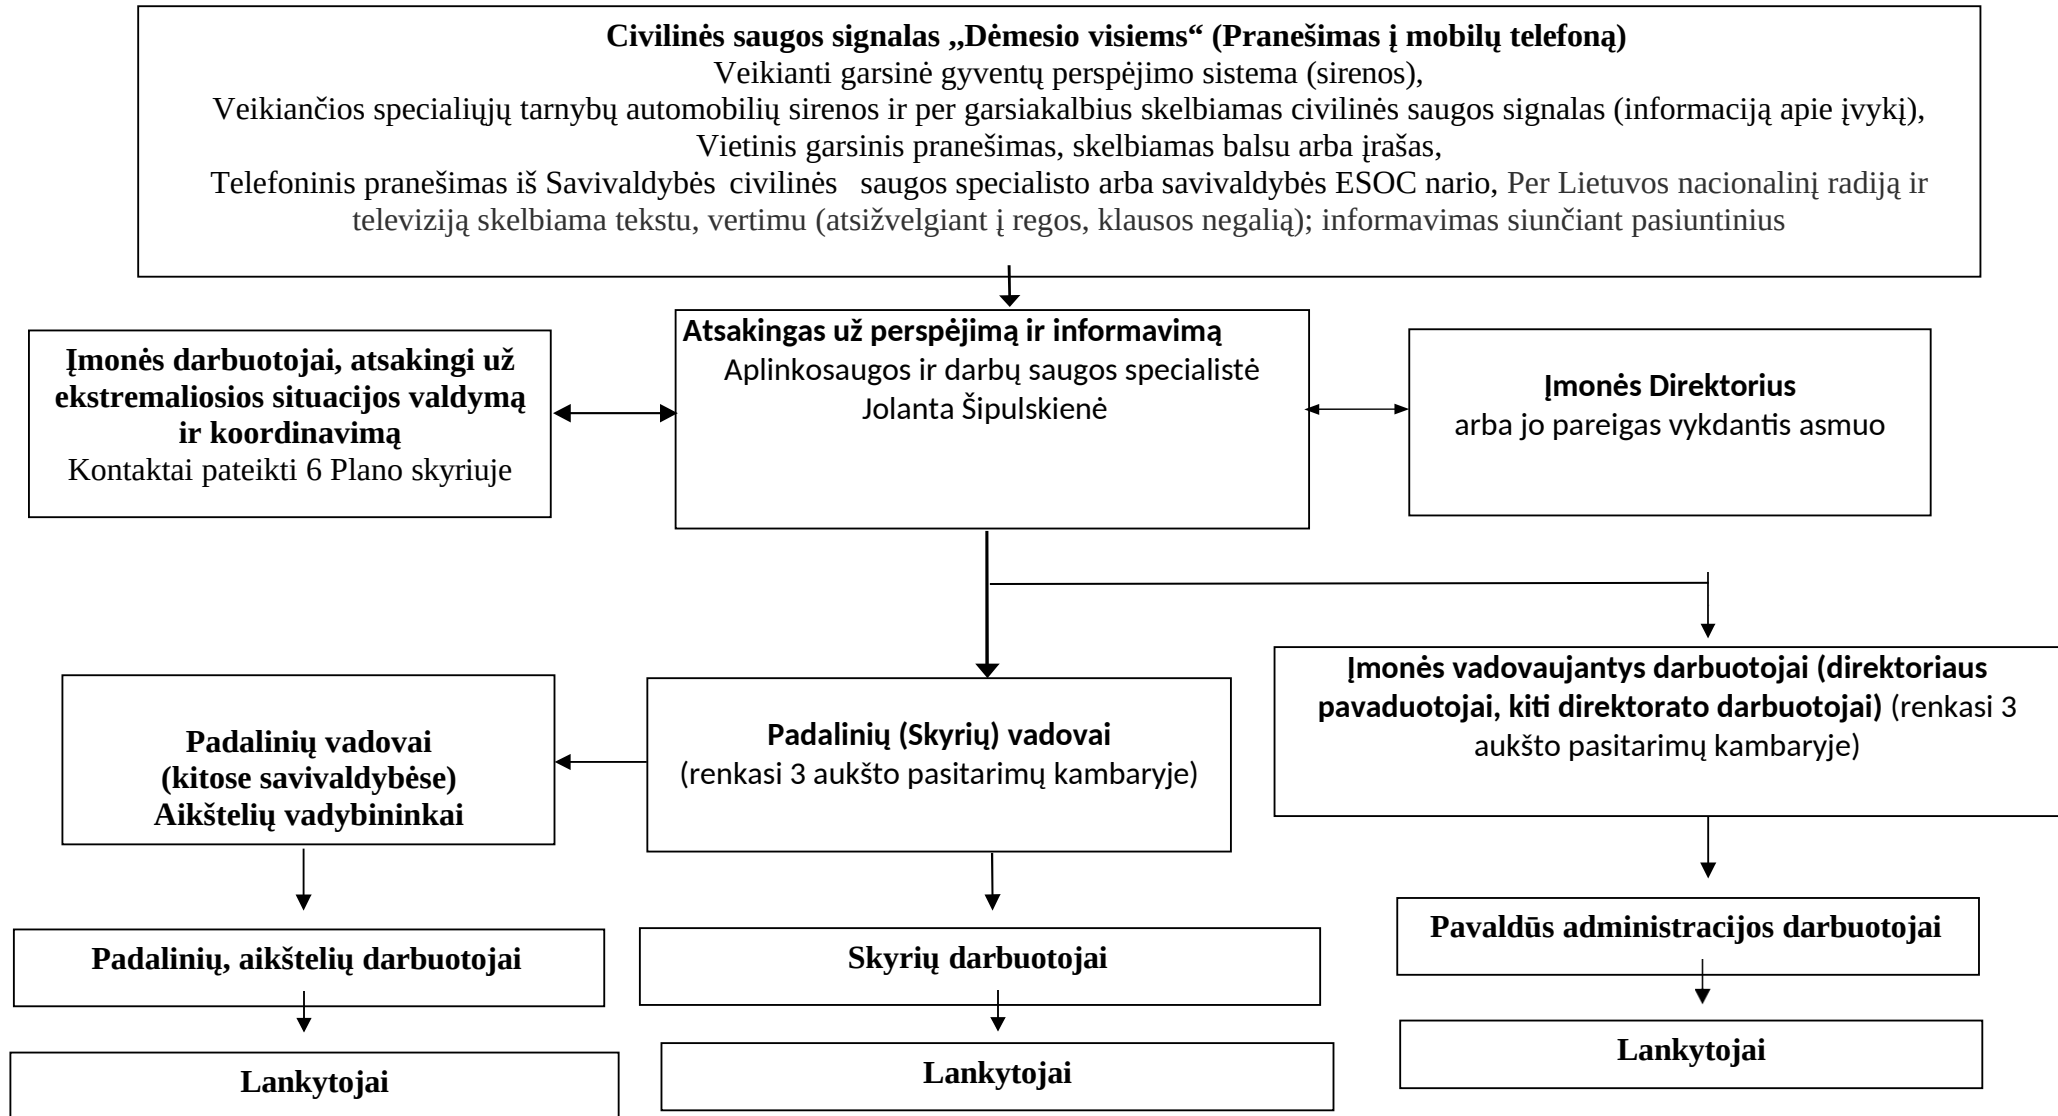 Civilinės saugos signalas „Dėmesio visiems“ (Pranešimas į mobilų telefoną)
Veikianti garsinė gyventų perspėjimo sistema (sirenos),
Veikiančios specialiųjų tarnybų automobilių sirenos ir per garsiakalbius skelbiamas civilinės saugos signalas (informaciją apie įvykį),
Vietinis garsinis pranešimas, skelbiamas balsu arba įrašas,
Telefoninis pranešimas iš Savivaldybės civilinės saugos specialisto arba savivaldybės ESOC nario, Per Lietuvos nacionalinį radiją ir
televiziją skelbiama tekstu, vertimu (atsižvelgiant į regos, klausos negalią); informavimas siunčiant pasiuntinius
Įmonės darbuotojai, atsakingi už
ekstremaliosios situacijos valdymą
ir koordinavimą
Kontaktai pateikti 6 Plano skyriuje
Atsakingas už perspėjimą ir informavimą
Aplinkosaugos ir darbų saugos specialistė
Jolanta Šipulskienė
Įmonės Direktorius
arba jo pareigas vykdantis asmuo
Padalinių vadovai
(kitose savivaldybėse)
Aikštelių vadybininkai
Padalinių (Skyrių) vadovai
(renkasi 3 aukšto pasitarimų kambaryje)
Įmonės vadovaujantys darbuotojai (direktoriaus
pavaduotojai, kiti direktorato darbuotojai) (renkasi 3
aukšto pasitarimų kambaryje)
Padalinių, aikštelių darbuotojai
Skyrių darbuotojai
Pavaldūs administracijos darbuotojai
Lankytojai
Lankytojai
Lankytojai